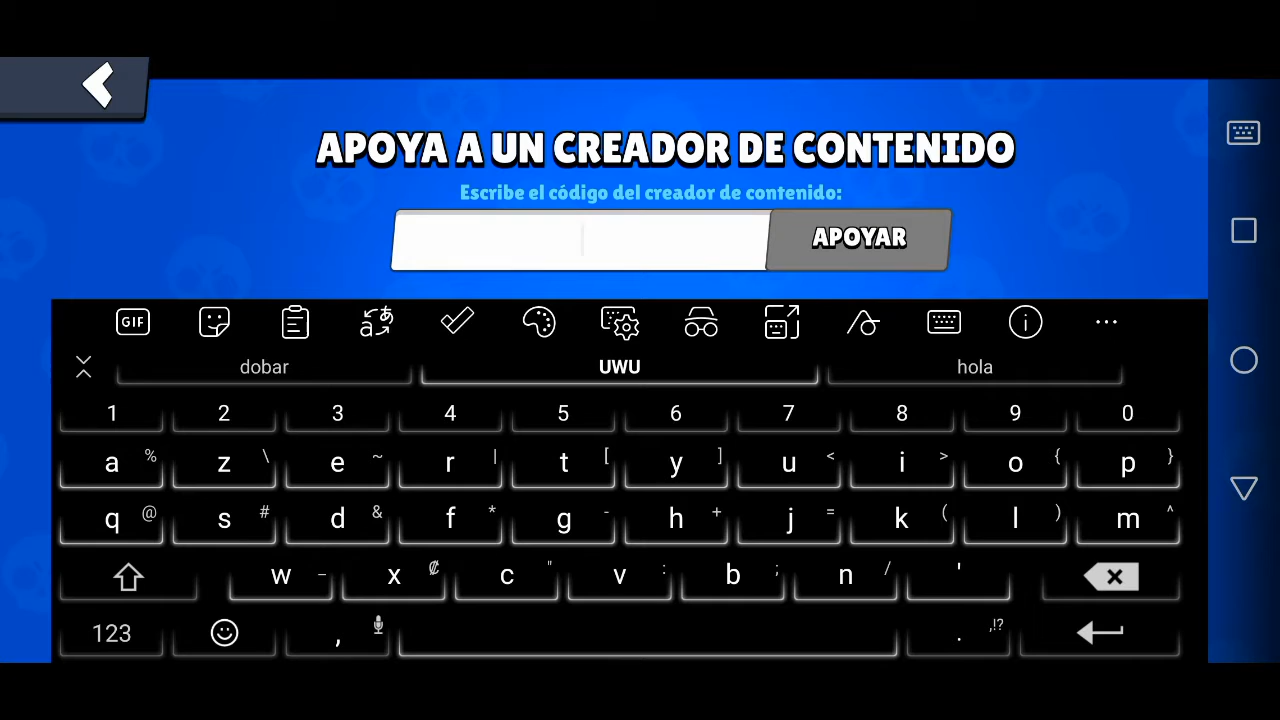 APOYA A UN CREADOR DE CONTENIDO
Escribe el código del creador de contenido:
APOYAR
GIF
dobar UWU hola
1 2 3 4 5 6 7 8 9 0
a % z \ e ~ r | t [ y ] u < i > o { p }
q @ s # d & f * g - h + j = k ( l ) m ^
w _ x ₡ c " v : b ; n / '
123 , . ,!?